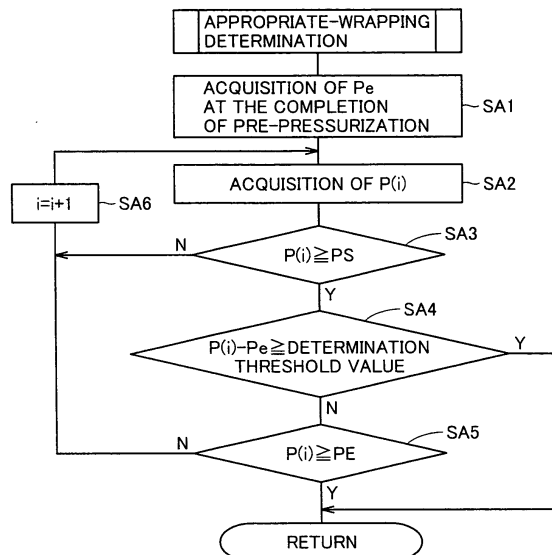 APPROPRIATE-WRAPPING
DETERMINATION
ACQUISITION OF Pe
AT THE COMPLETION
OF PRE-PRESSURIZATION
SA1
ACQUISITION OF P(i)
SA2
i=i+1
SA6
P(i)≧PS
SA3
N
Y
P(i)-Pe≧DETERMINATION
THRESHOLD VALUE
SA4
Y
N
P(i)≧PE
SA5
N
Y
RETURN